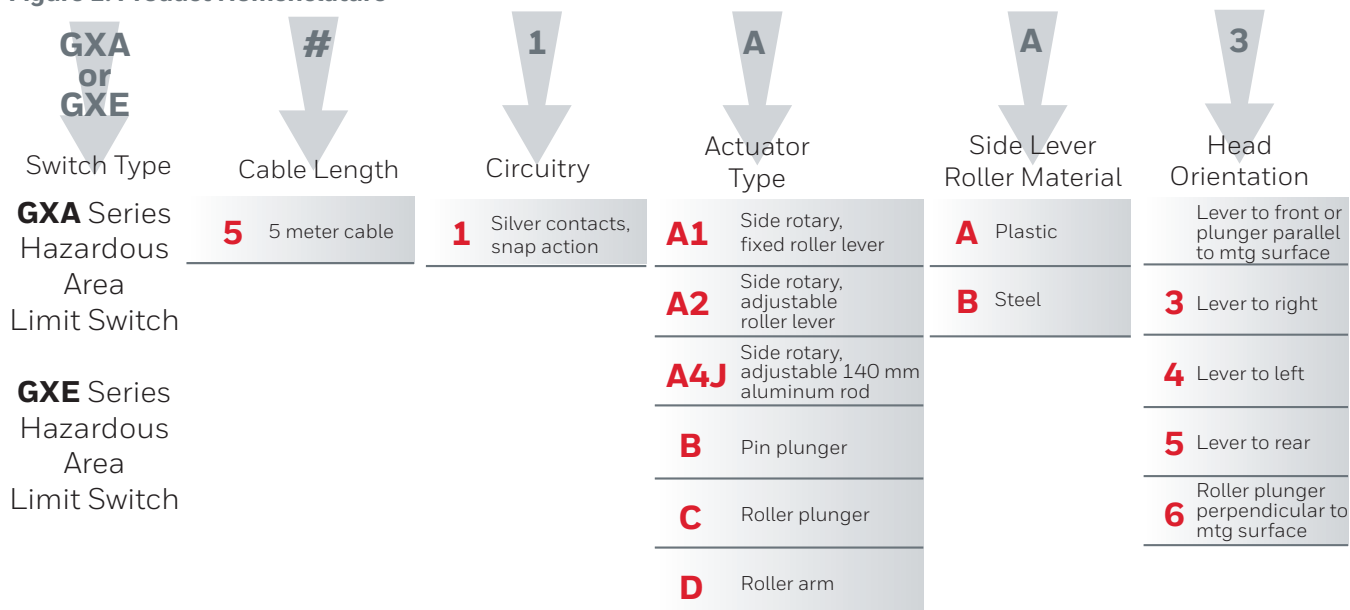 Figure 2. Product Nomenclature
GXA
or
GXE
#
1
A
A
3
Switch Type
Cable Length
Circuitry
Actuator
Type
Side Lever
Roller Material
Head
Orientation
GXA Series
Hazardous
Area
Limit Switch
GXE Series
Hazardous
Area
Limit Switch
5 5 meter cable
1 Silver contacts,
snap action
A1 Side rotary,
fixed roller lever
A2 Side rotary,
adjustable
roller lever
A4J Side rotary,
adjustable 140 mm
aluminum rod
B Pin plunger
C Roller plunger
D Roller arm
A Plastic
B Steel
Lever to front or
plunger parallel
to mtg surface
3 Lever to right
4 Lever to left
5 Lever to rear
6 Roller plunger
perpendicular to
mtg surface